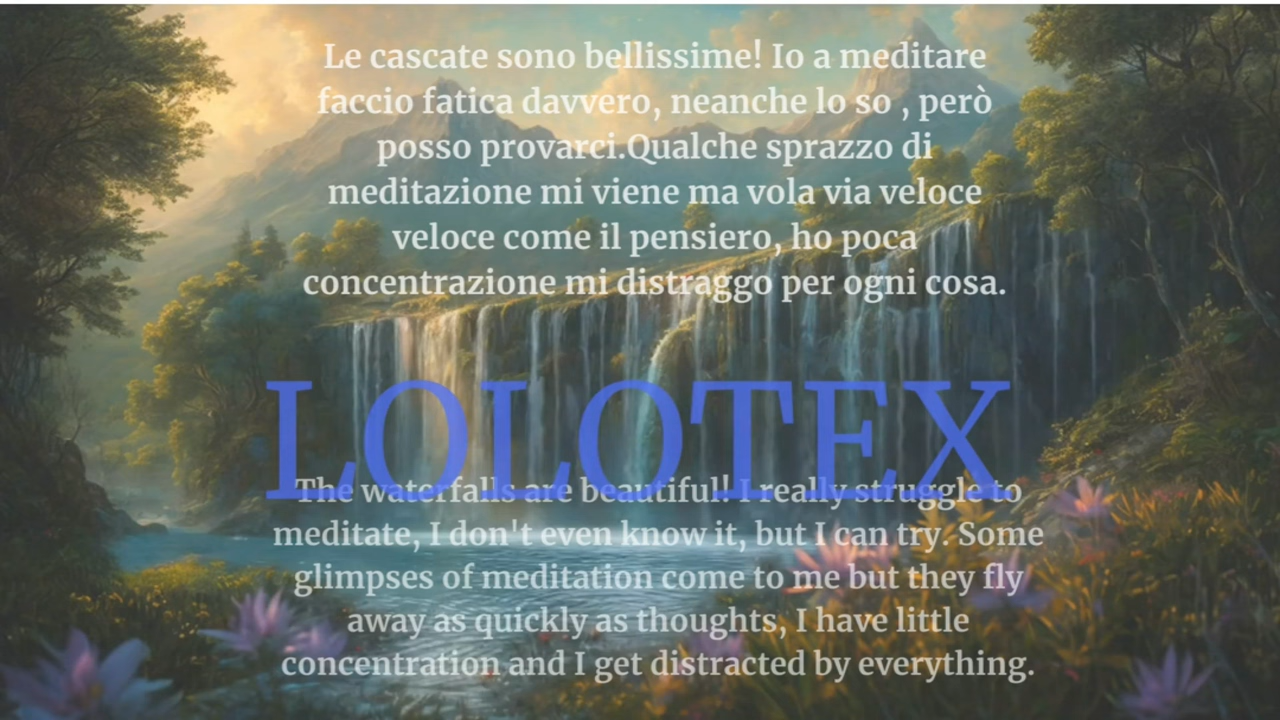 Le cascate sono bellissime! Io a meditare
faccio fatica davvero, neanche lo so , però
posso provarci.Qualche sprazzo di
meditazione mi viene ma vola via veloce
veloce come il pensiero, ho poca
concentrazione mi distraggo per ogni cosa.
LOLOTEX
The waterfalls are beautiful! I really struggle to
meditate, I don't even know it, but I can try. Some
glimpses of meditation come to me but they fly
away as quickly as thoughts, I have little
concentration and I get distracted by everything.